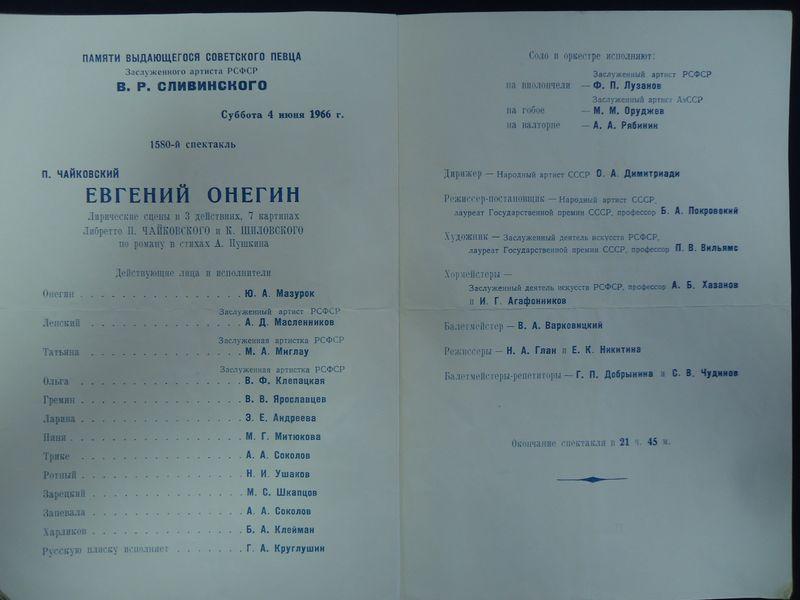 ПАМЯТИ ВЫДАЮЩЕГОСЯ СОВЕТСКОГО ПЕВЦА
Заслуженного артиста РСФСР
В. Р. СЛИВИНСКОГО
Суббота 4 июня 1966 г.
1580-й спектакль
П. ЧАЙКОВСКИЙ
ЕВГЕНИЙ ОНЕГИН
Лирические сцены в 3 действиях, 7 картинах
Либретто П. ЧАЙКОВСКОГО и К. ШИЛОВСКОГО
по роману в стихах А. Пушкина
Действующие лица и исполнители
Онегин . . . . . . . . . . . . . . . . . Ю. А. Мазурок
Заслуженный артист РСФСР
Ленский . . . . . . . . . . . . . . . . . А. Д. Масленников
Заслуженная артистка РСФСР
Татьяна . . . . . . . . . . . . . . . . . М. А. Миглау
Заслуженная артистка РСФСР
Ольга . . . . . . . . . . . . . . . . . В. Ф. Клепацкая
Гремин . . . . . . . . . . . . . . . . . В. В. Ярославцев
Ларина . . . . . . . . . . . . . . . . . Э. Е. Андреева
Няня . . . . . . . . . . . . . . . . . М. Г. Митюкова
Трике . . . . . . . . . . . . . . . . . А. А. Соколов
Ротный . . . . . . . . . . . . . . . . . Н. И. Ушаков
Зарецкий . . . . . . . . . . . . . . . . М. С. Шкапцов
Запевала . . . . . . . . . . . . . . . . А. А. Соколов
Харликов . . . . . . . . . . . . . . . . Б. А. Клейман
Русскую пляску исполняет . . . . . . . Г. А. Круглушин
Соло в оркестре исполняют:
Заслуженный артист РСФСР
на виолончели — Ф. П. Лузанов
Заслуженный артист АзССР
на гобое — М. М. Оруджев
на валторне — А. А. Рябинин
Дирижер — Народный артист СССР О. А. Димитриади
Режиссер-постановщик — Народный артист СССР,
лауреат Государственной премии СССР, профессор Б. А. Покровский
Художник — Заслуженный деятель искусств РСФСР,
лауреат Государственной премии СССР, профессор П. В. Вильямс
Хормейстеры —
Заслуженный деятель искусств РСФСР, профессор А. Б. Хазанов
и И. Г. Агафонников
Балетмейстер — В. А. Варковицкий
Режиссеры — Н. А. Глан и Е. К. Никитина
Балетмейстеры-репетиторы — Г. П. Добрынина и С. В. Чудинов
Окончание спектакля в 21 ч. 45 м.